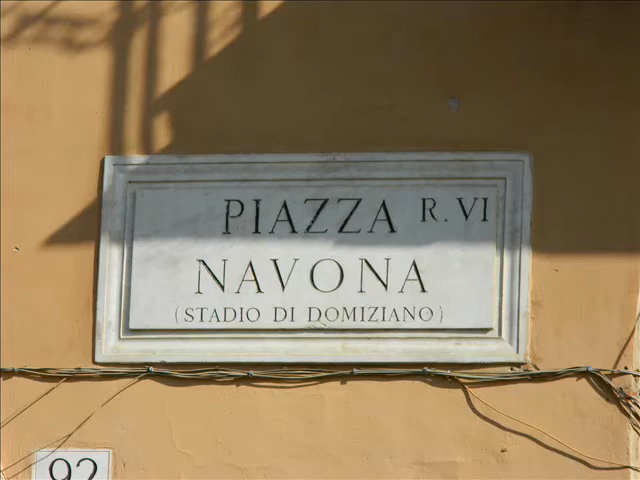 PIAZZA R. VI
NAVONA
(STADIO DI DOMIZIANO)
92